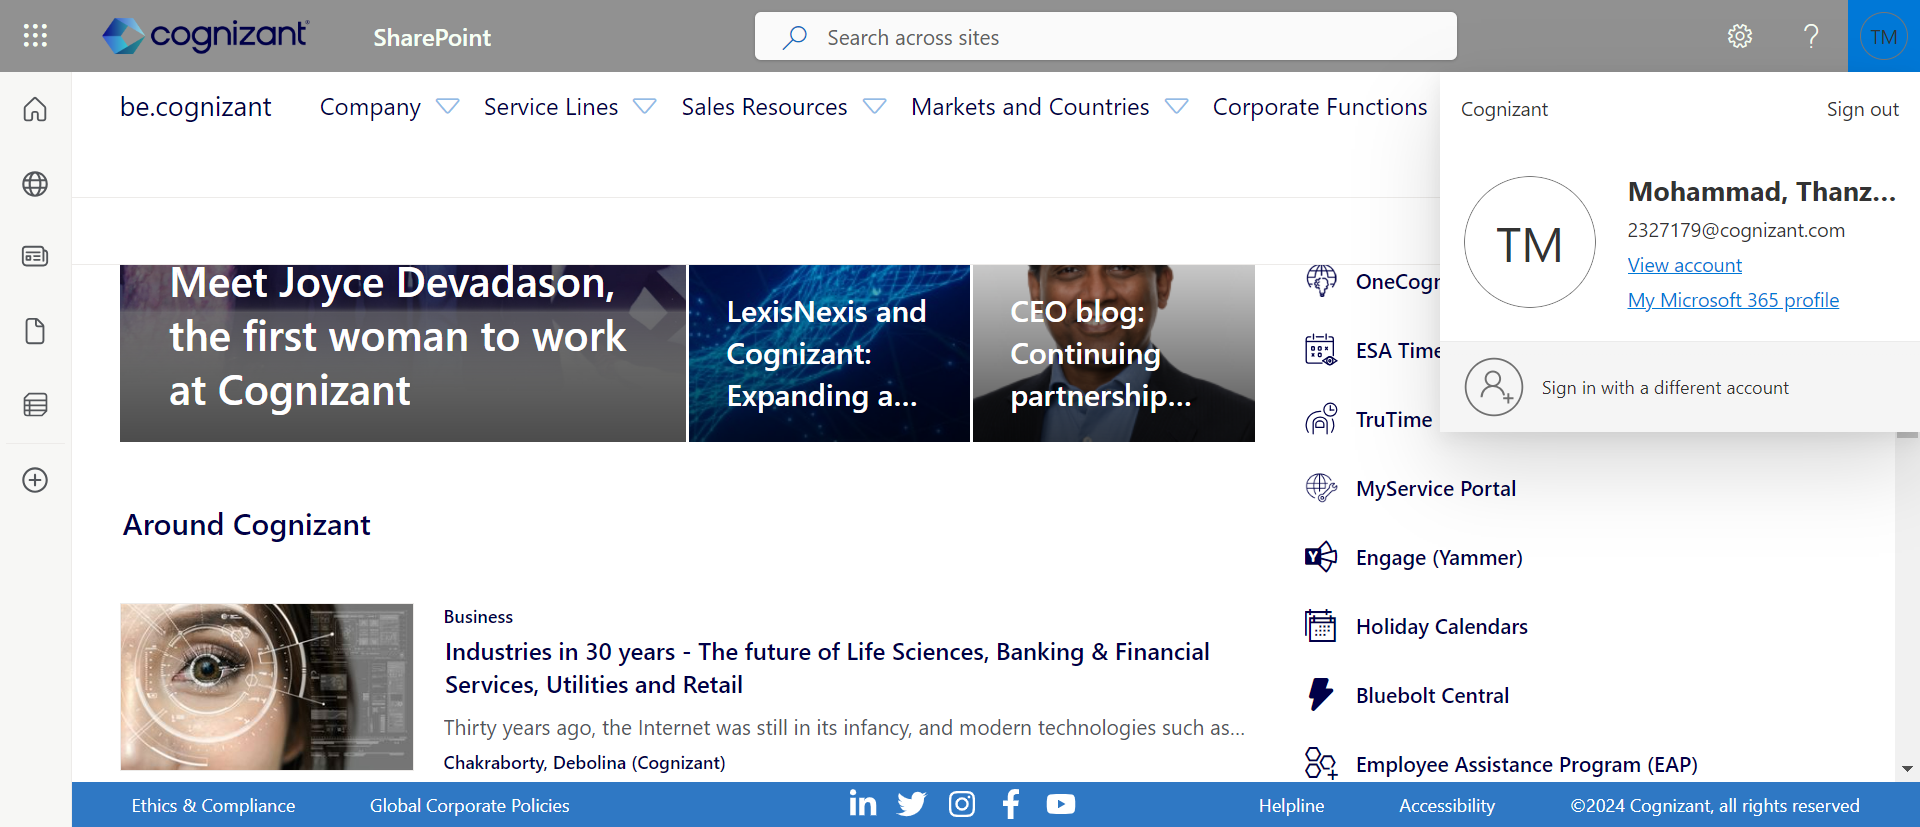 cognizant
SharePoint
Search across sites
TM
be.cognizant
Company
Service Lines
Sales Resources
Markets and Countries
Corporate Functions
Cognizant
Sign out
TM
Mohammad, Thanz...
2327179@cognizant.com
View account
My Microsoft 365 profile
Sign in with a different account
Meet Joyce Devadason,
the first woman to work
at Cognizant
LexisNexis and
Cognizant:
Expanding a...
CEO blog:
Continuing
partnership...
OneCogn
ESA Time
TruTime
MyService Portal
Engage (Yammer)
Holiday Calendars
Bluebolt Central
Employee Assistance Program (EAP)
Around Cognizant
Business
Industries in 30 years - The future of Life Sciences, Banking & Financial
Services, Utilities and Retail
Thirty years ago, the Internet was still in its infancy, and modern technologies such as...
Chakraborty, Debolina (Cognizant)
Ethics & Compliance
Global Corporate Policies
Helpline
Accessibility
©2024 Cognizant, all rights reserved